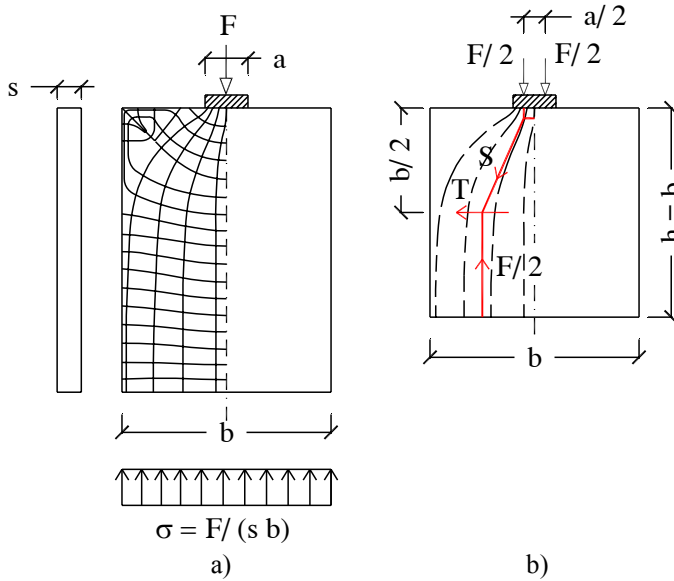 F
a
s
b
σ = F/ (s b)
a)
a/ 2
F/ 2 F/ 2
b/ 2
S
T
F/ 2
h = b
b
b)